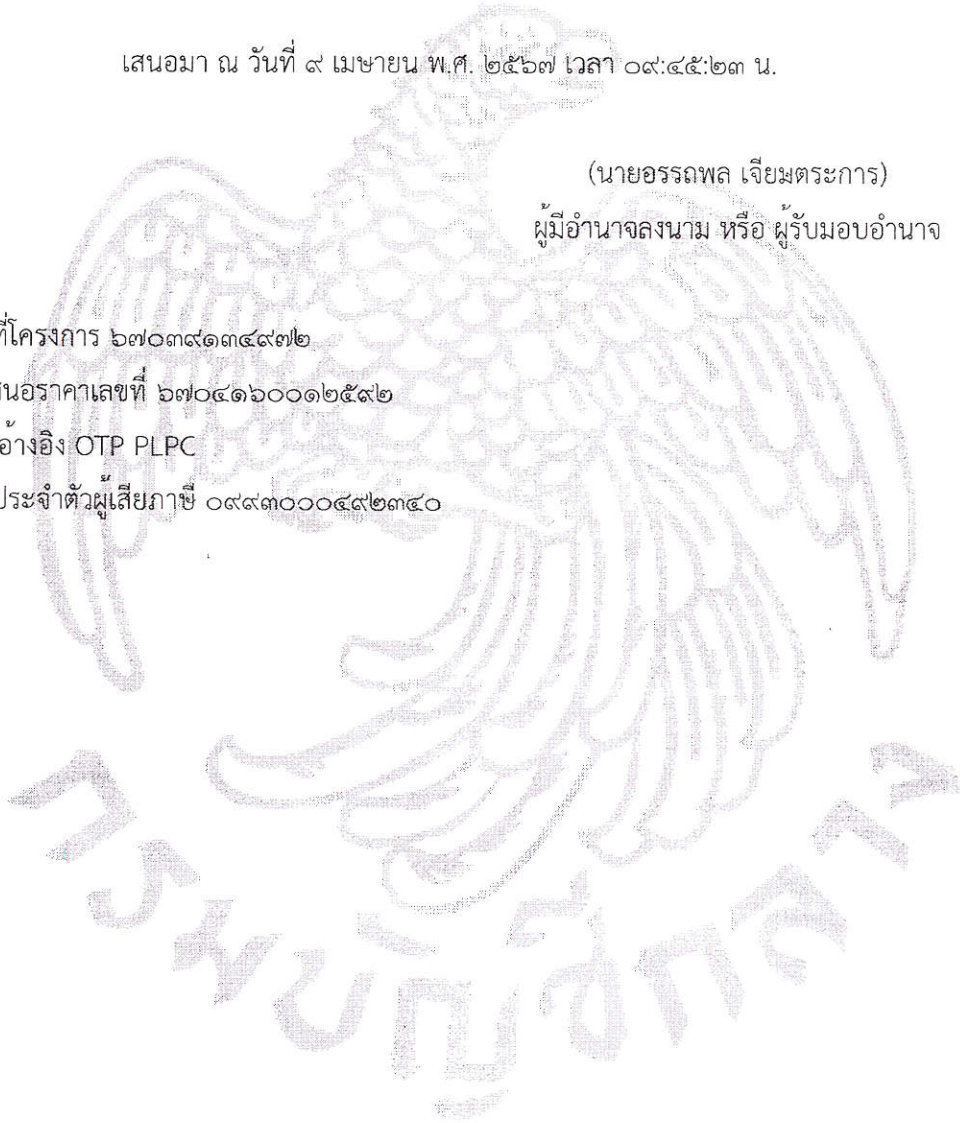 เสนอมา ณ วันที่ ๙ เมษายน พ.ศ. ๒๕๖๗ เวลา ๐๙:๔๕:๒๓ น.
(นายอรรถพล เจียมตระการ)
ผู้มีอำนาจลงนาม หรือ ผู้รับมอบอำนาจ
ที่โครงการ ๖๗๐๓๙๑๓๔๙๗๒
สนอราคาเลขที่ ๖๗๐๔๑๖๐๐๑๒๕๙๒
อ้างอิง OTP PLPC
ประจำตัวผู้เสียภาษี ๐๙๙๓๐๐๐๔๙๒๓๔๐
กรมบัญชีกลาง